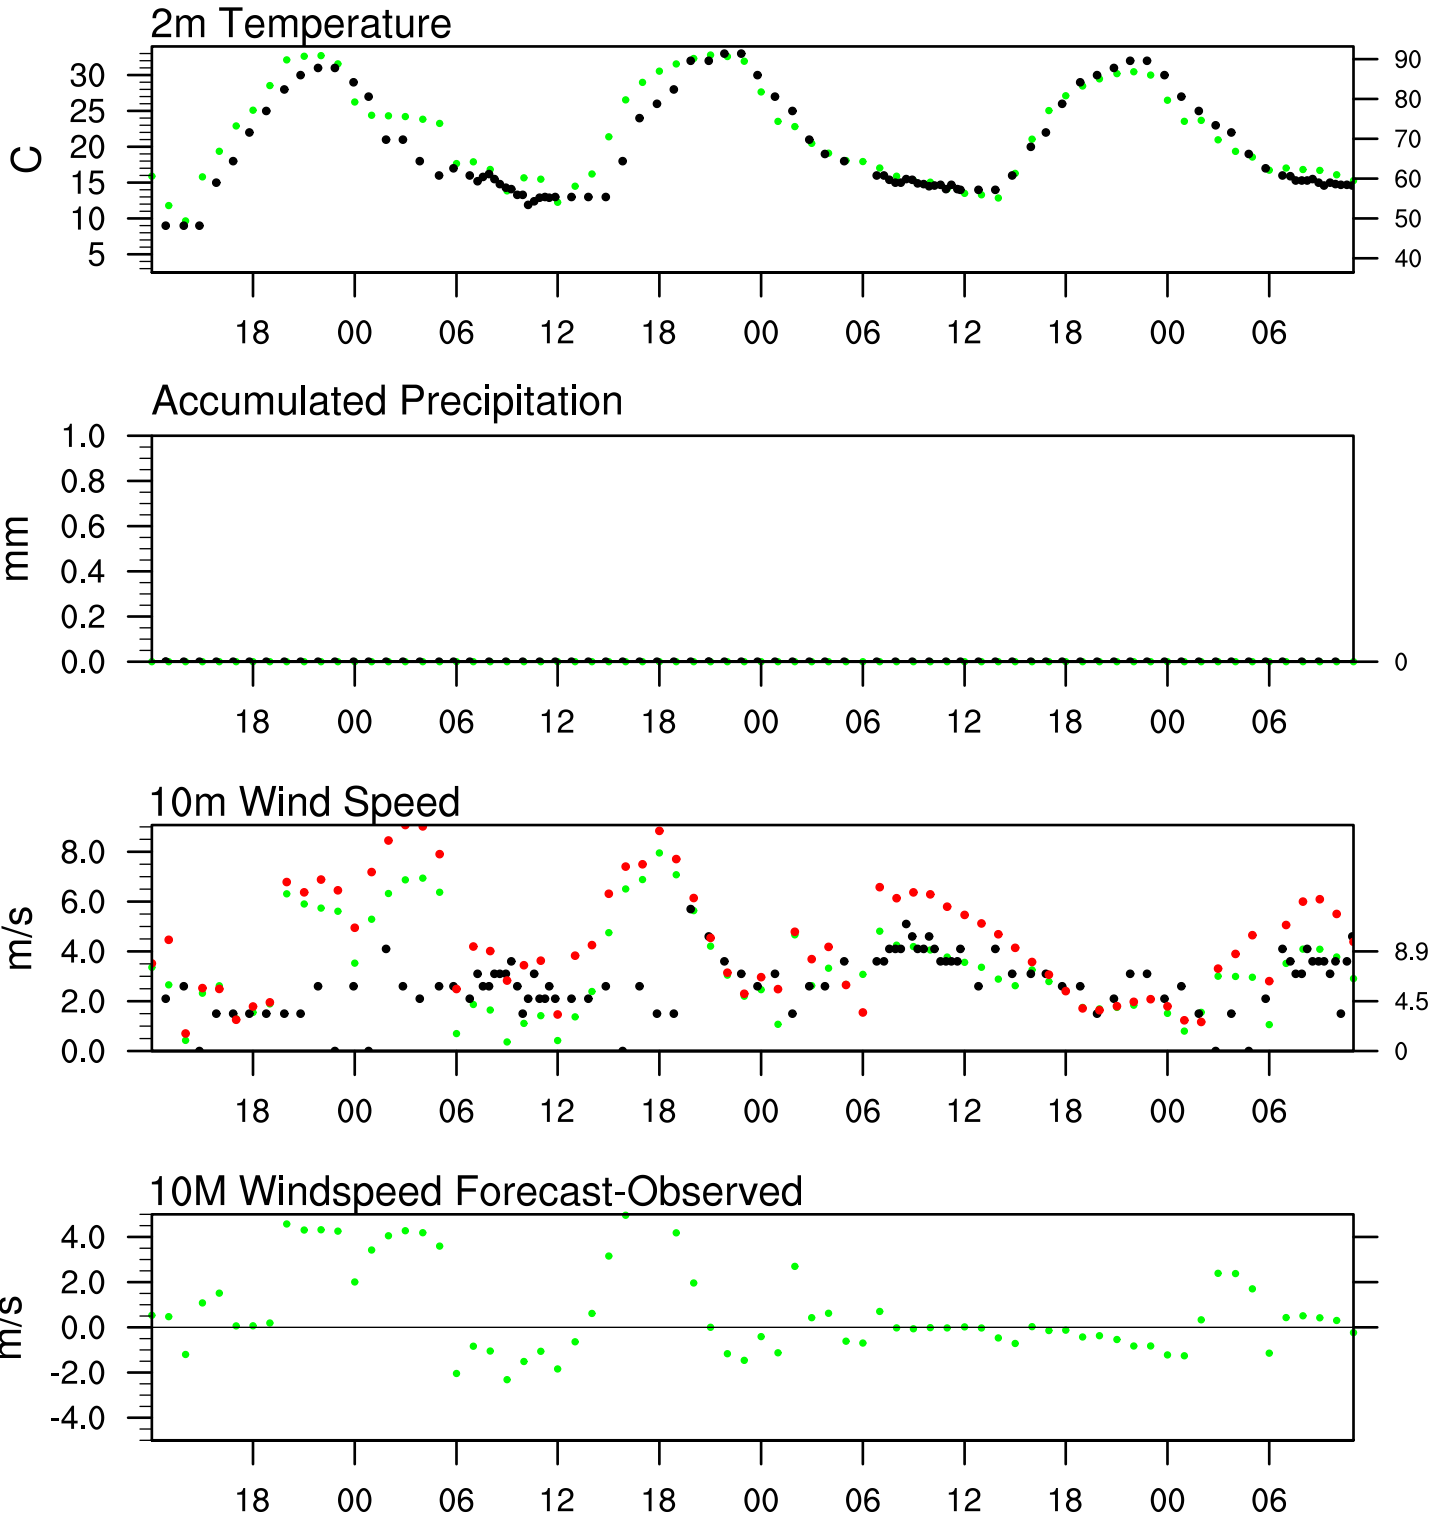 2m Temperature
30
25
20
15
10
5
C
90
80
70
60
50
40
18 00 06 12 18 00 06 12 18 00 06
Accumulated Precipitation
1.0
0.8
0.6
0.4
0.2
0.0
mm
0
18 00 06 12 18 00 06 12 18 00 06
10m Wind Speed
8.0
6.0
4.0
2.0
0.0
m/s
8.9
4.5
0
18 00 06 12 18 00 06 12 18 00 06
10M Windspeed Forecast-Observed
4.0
2.0
0.0
-2.0
-4.0
m/s
18 00 06 12 18 00 06 12 18 00 06